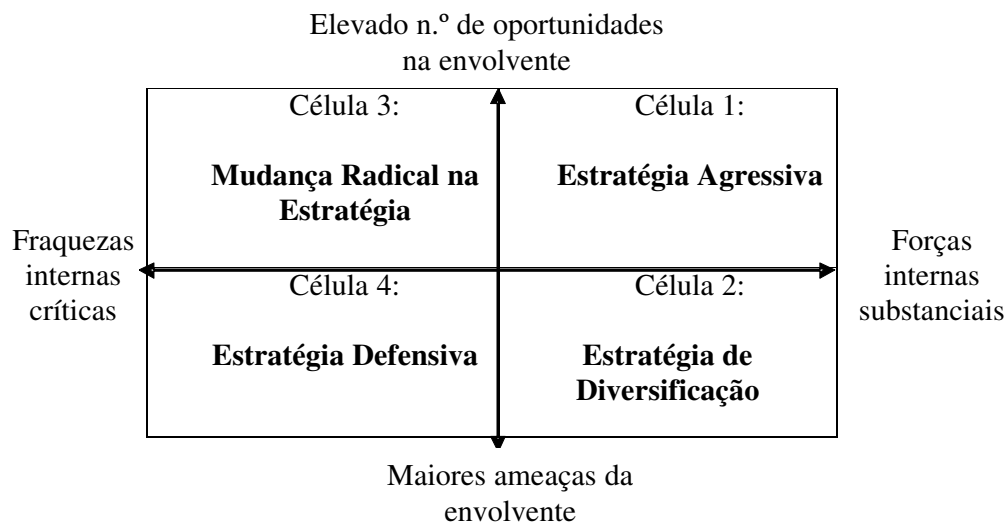 Elevado n.º de oportunidades
na envolvente
Célula 3:
Mudança Radical na
Estratégia
Célula 1:
Estratégia Agressiva
Fraquezas
internas
críticas
Forças
internas
substanciais
Célula 4:
Estratégia Defensiva
Célula 2:
Estratégia de
Diversificação
Maiores ameaças da
envolvente